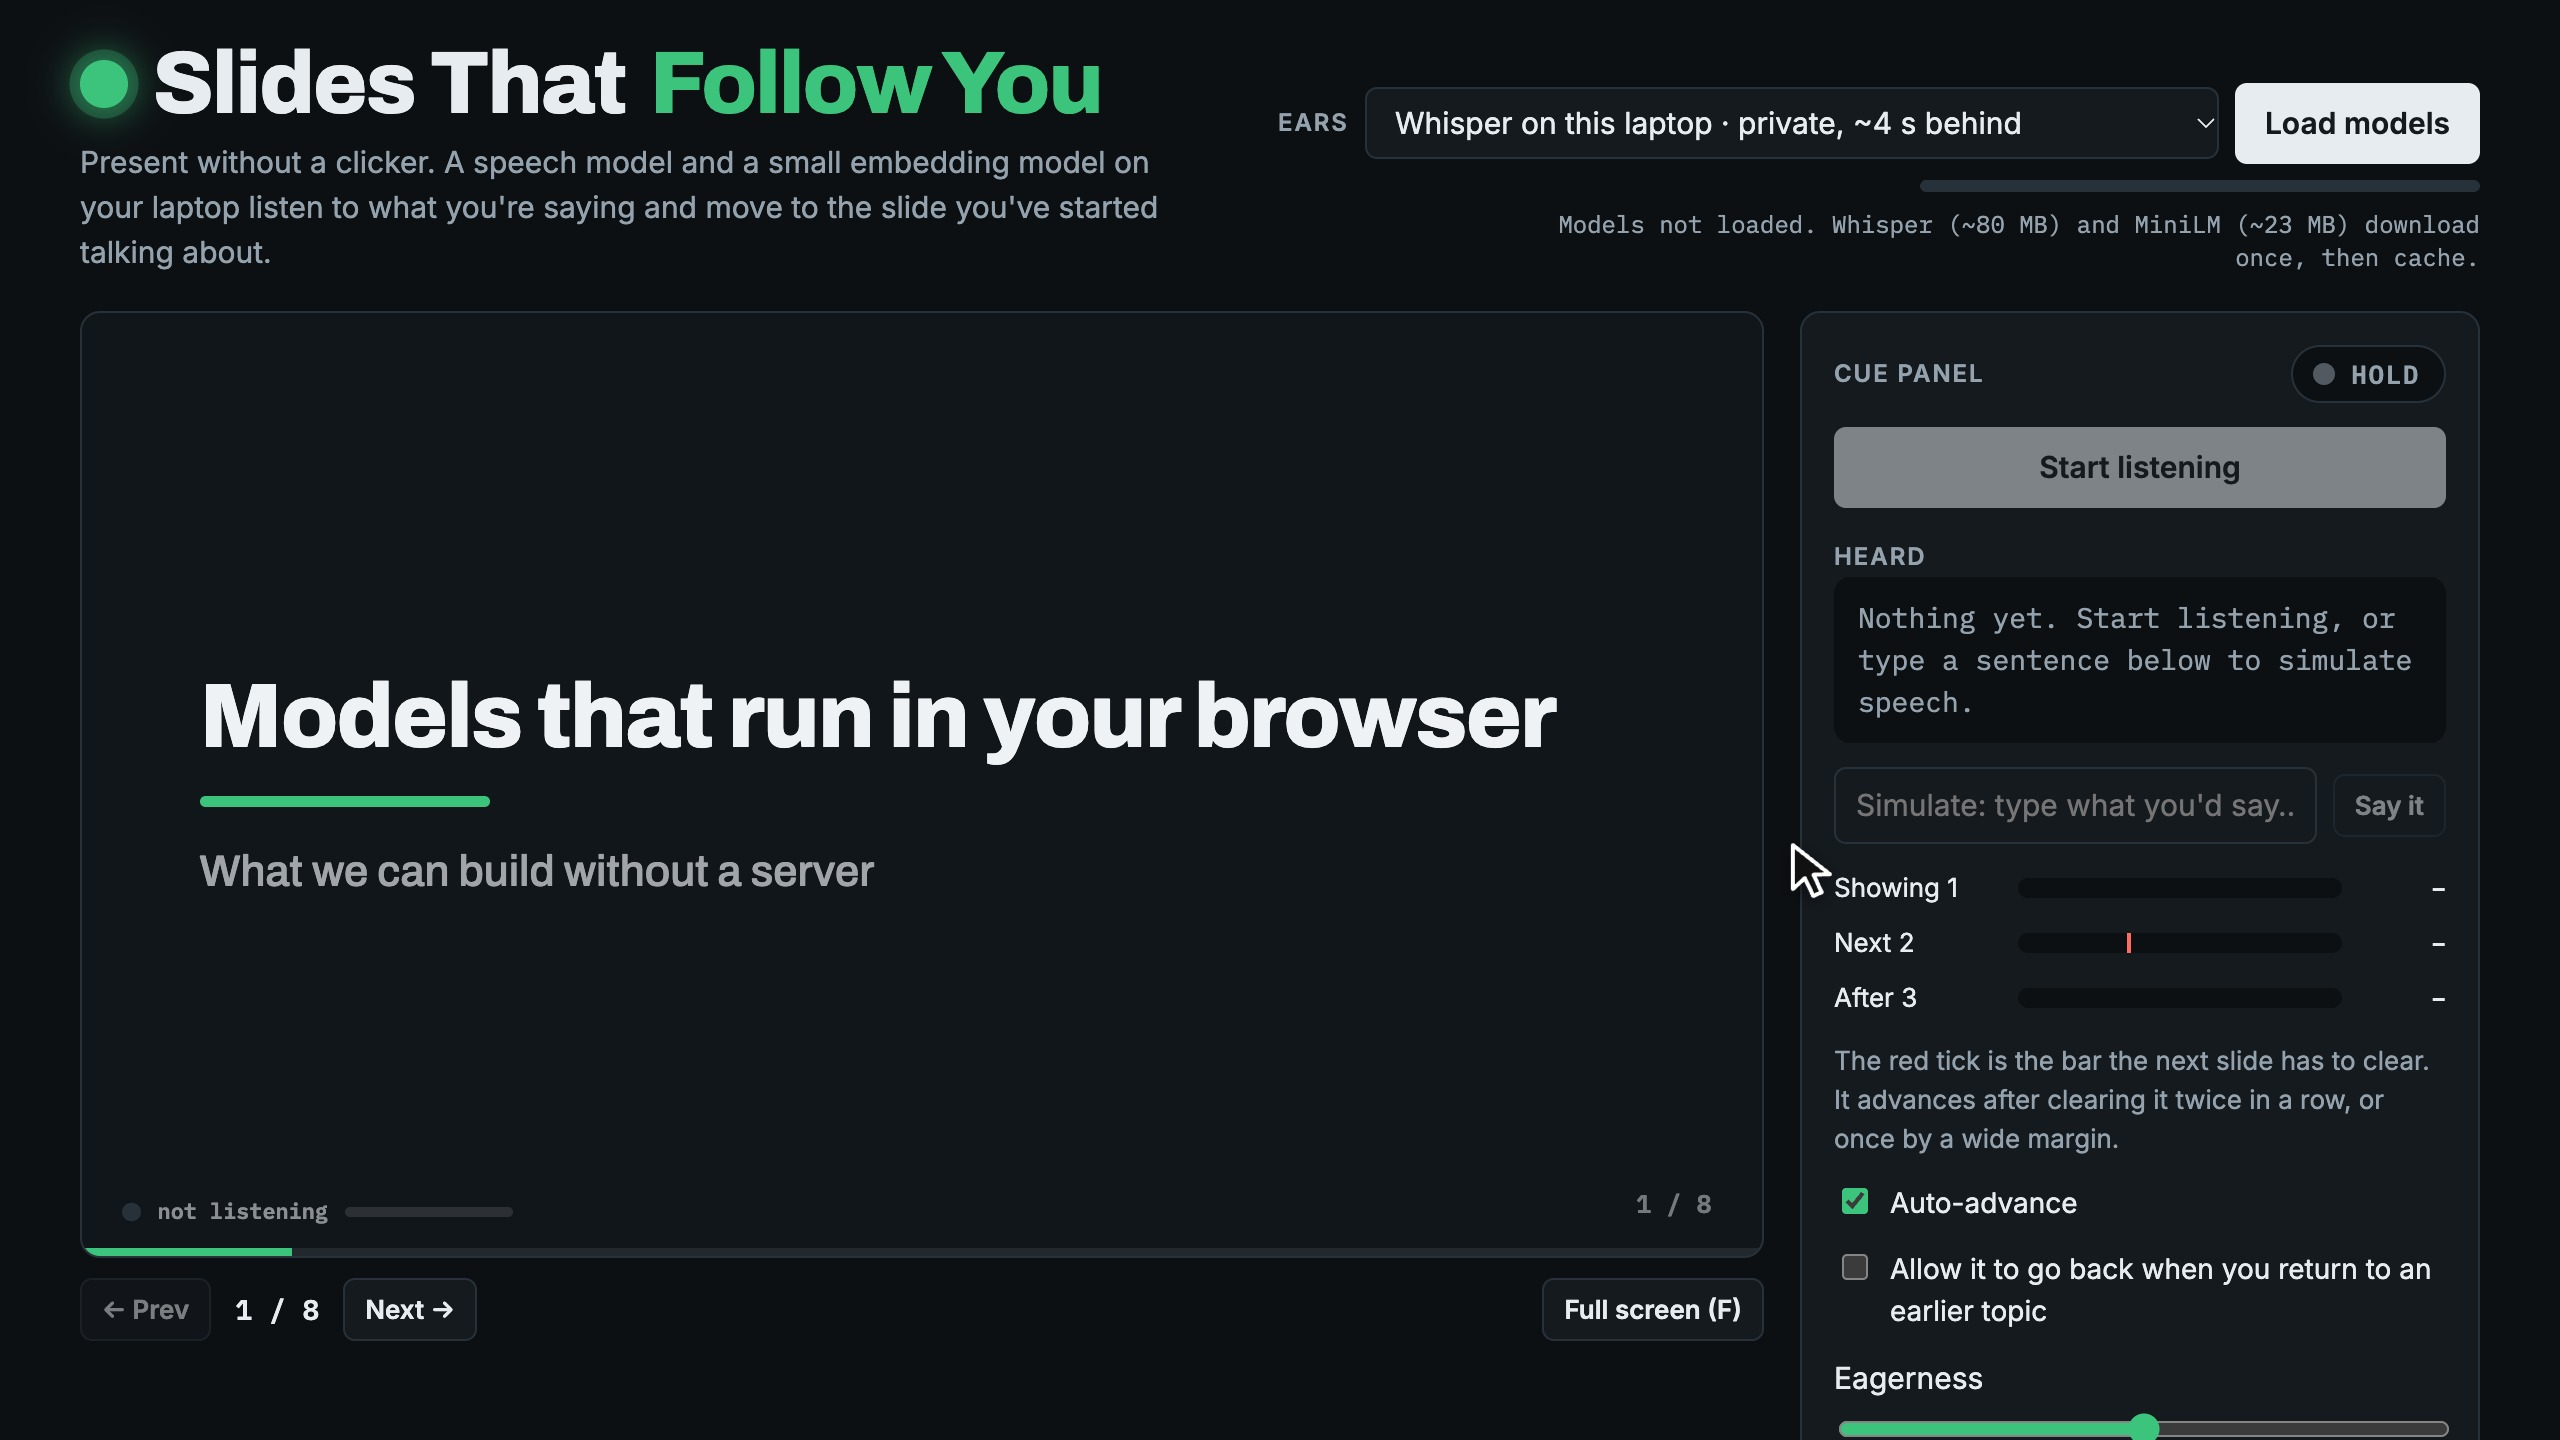 Slides That Follow You
Present without a clicker. A speech model and a small embedding model on
your laptop listen to what you're saying and move to the slide you've started
talking about.
EARS
Whisper on this laptop · private, ~4 s behind
Load models
Models not loaded. Whisper (~80 MB) and MiniLM (~23 MB) download
once, then cache.
Models that run in your browser
What we can build without a server
not listening
1 / 8
← Prev
1 / 8
Next →
Full screen (F)
CUE PANEL
HOLD
Start listening
HEARD
Nothing yet. Start listening, or
type a sentence below to simulate
speech.
Simulate: type what you'd say..
Say it
Showing 1 –
Next 2 –
After 3 –
The red tick is the bar the next slide has to clear.
It advances after clearing it twice in a row, or
once by a wide margin.
Auto-advance
Allow it to go back when you return to an
earlier topic
Eagerness